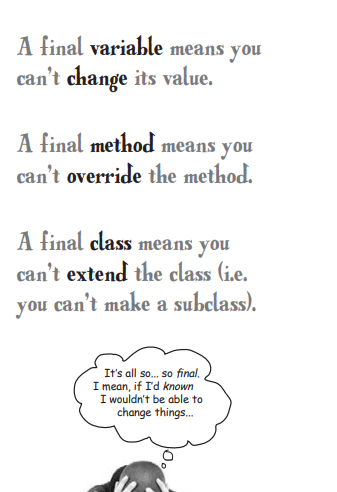 A final variable means you
can't change its value.
A final method means you
can't override the method.
A final class means you
can't extend the class (i.e.
you can't make a subclass).
It's all so... so final.
I mean, if I'd known
I wouldn't be able to
change things...